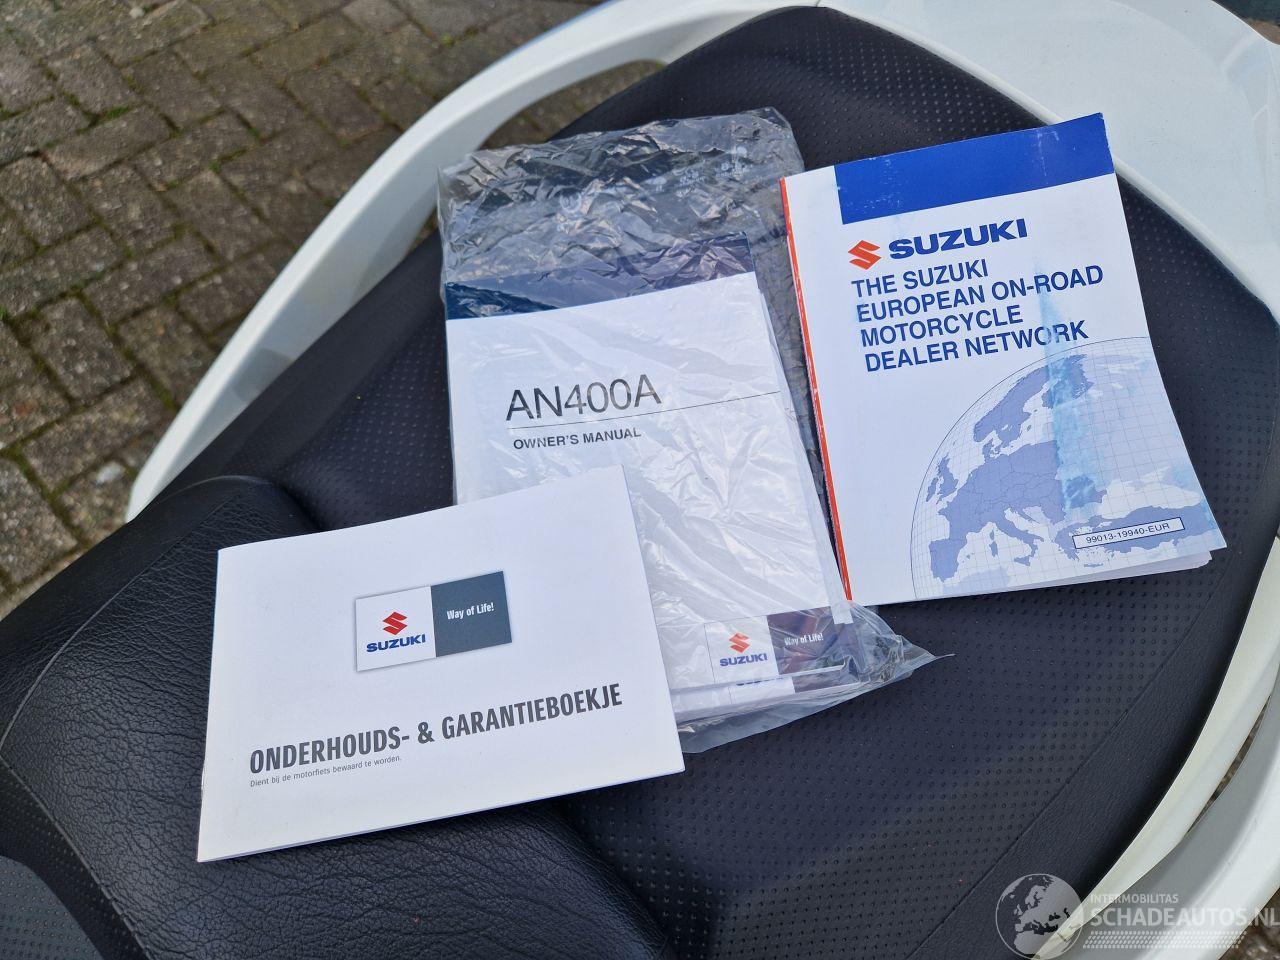 SUZUKI
THE SUZUKI
EUROPEAN ON-ROAD
MOTORCYCLE
DEALER NETWORK
99013-19940-EUR
AN400A
OWNER'S MANUAL
SUZUKI
Way of Life!
SUZUKI
Way of Life!
ONDERHOUDS- & GARANTIEBOEKJE
Dient bij de motorfiets bewaard te worden.
INTERMOBILITAS
SCHADEAUTOS.NL